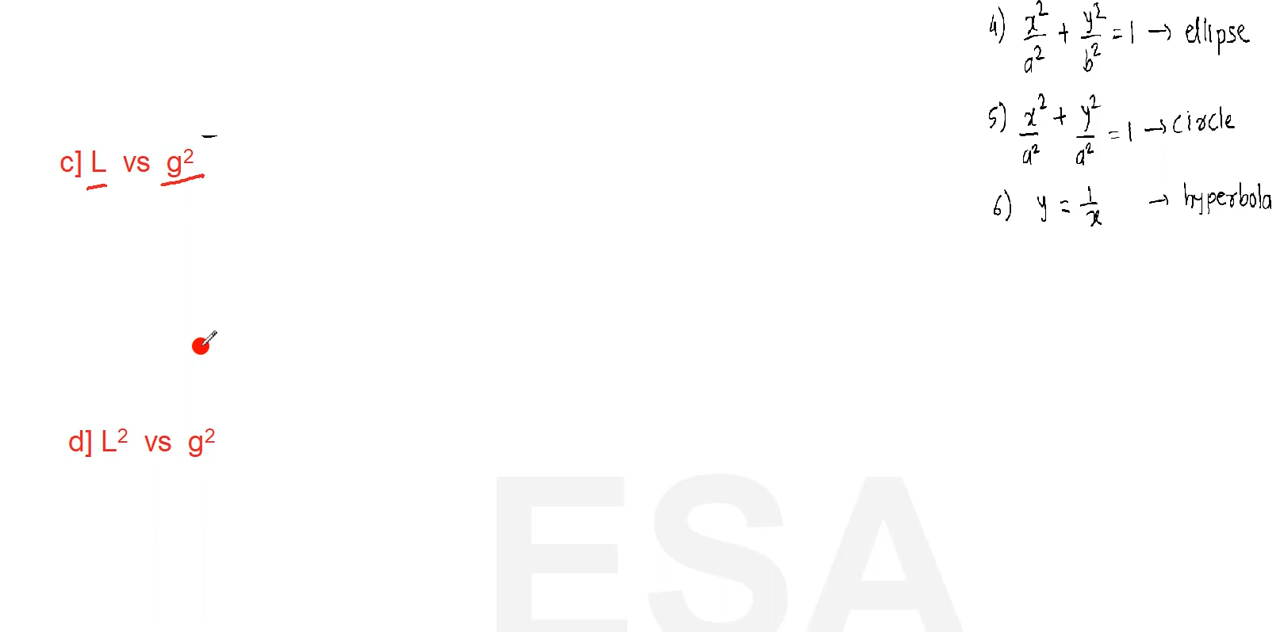 4) x²/a² + y²/b² = 1 → ellipse
5) x²/a² + y²/a² = 1 → circle
c] L vs g²
6) y = 1/x → hyperbola
d] L² vs g²
ESA